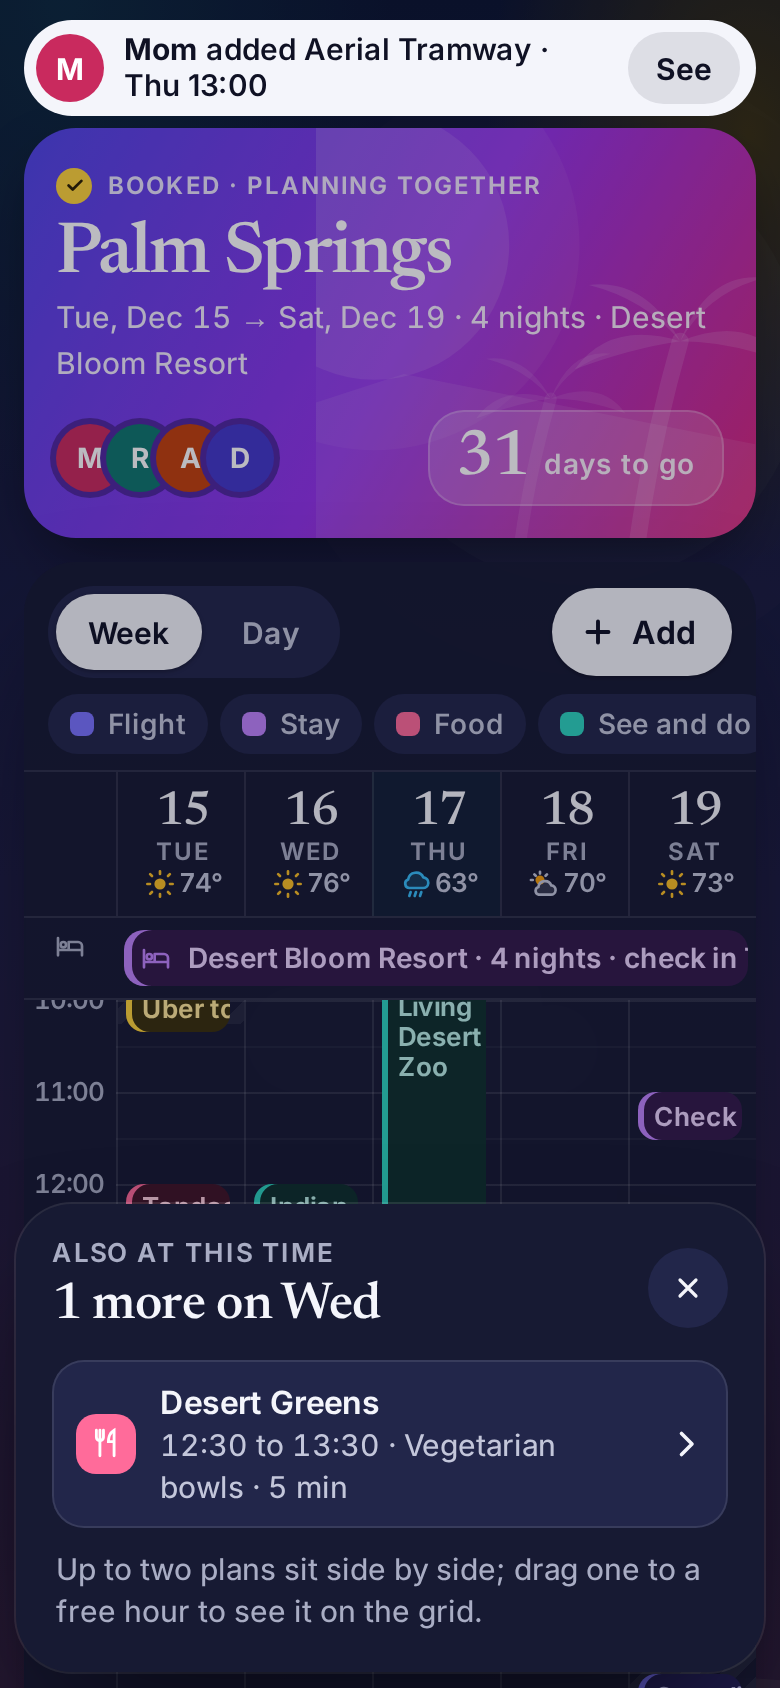 M
Mom added Aerial Tramway ·
Thu 13:00
See
BOOKED · PLANNING TOGETHER
Palm Springs
Tue, Dec 15 → Sat, Dec 19 · 4 nights · Desert
Bloom Resort
M R A D
31 days to go
Week Day
+ Add
Flight Stay Food See and do
15 16 17 18 19
TUE WED THU FRI SAT
74° 76° 63° 70° 73°
Desert Bloom Resort · 4 nights · check in
10:00
Uber to
Living
Desert
Zoo
11:00
Check
12:00
Indian
ALSO AT THIS TIME
1 more on Wed
Desert Greens
12:30 to 13:30 · Vegetarian
bowls · 5 min
Up to two plans sit side by side; drag one to a
free hour to see it on the grid.